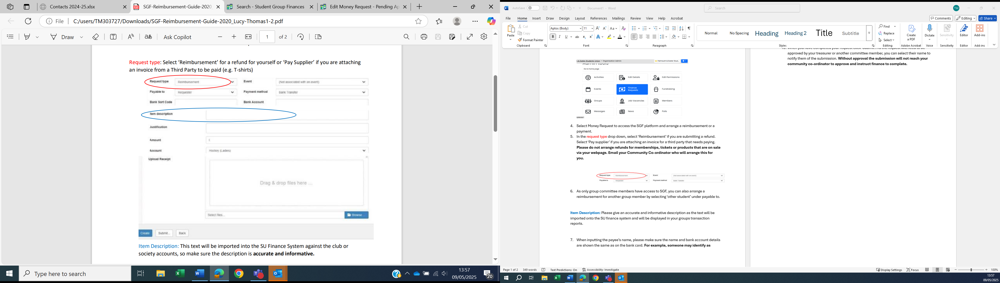 Contacts 2024-25.xlsx
SGF-Reimbursement-Guide-2020_
Search - Student Group Finances
Edit Money Request - Pending Ap
File
C:/users/TM303727/Downloads/SGF-Reimbursement-Guide-2020_Lucy-Thomas1-2.pdf
Draw
aあ
Ask Copilot
1
of 2
Request type: Select ‘Reimbursement’ for a refund for yourself or ‘Pay Supplier’ if you are attaching
an invoice from a Third Party to be paid (e.g. T-shirts)
Request type
Reimbursement
Event
(Not associated with an event)
Payable to
Requester
Payment method
Bank Transfer
Bank Sort Code
Bank Account
Item description
Justification
Amount
£
Account
Hockey (Ladies)
Upload Receipt
Drag & drop files here ...
Select files...
Browse ...
Create
Submit...
Back
Item Description: This text will be imported into the SU Finance System against the club or
society accounts, so make sure the description is accurate and informative.
Type here to search
13:57
09/05/2025
20
AutoSave
Off
Document1 - Word
Search
TM
File Home Insert Draw Design Layout References Mailings Review View Help Acrobat
Comments
Editing
Share
Paste
Cut
Copy
Format Painter
Clipboard
Aptos (Body)
11
Font
Paragraph
Normal
No Spacing
Heading
Heading 2
Title
Subtitle
Styles
Find
Replace
Select
Editing
Create
a PDF
Adobe Acrobat
Dictate
Voice
Sensitivity
Sensitivity
Editor
Editor
Add-ins
Add-ins
& Exeter Students' Union > Organisation Admin
Falmouth & Exeter Stud...
Admin tools
Go to home page
Activities
Edit Details
Edit Permissions
Events
Finance
Requests
Fundraising
Groups
Job Vacancies
Members
Messages
News
Polls
4. Select Money Request to access the SGF platform and arrange a reimbursement or a
payment.
5. In the request type drop down, select ‘Reimbursement’ if you are submitting a refund.
Select ‘Pay supplier’ if you are attaching an invoice for a third party that needs paying.
Please do not arrange refunds for memberships, tickets or products that are on sale
via your webpage. Email your Community Co-ordinator who will arrange this for
you.
Request type
Reimbursement
Event
(Not associated with an event)
Payable to
Requester
Payment method
Bank Transfer
6. As only group committee members have access to SGF, you can also arrange a
reimbursement for another group member by selecting ‘other student’ under payable to.
Item Description: Please give an accurate and informative description as the text will be
imported onto the SU finance system and will be displayed in your groups transaction
reports.
7. When inputting the payee’s name, please make sure the name and bank account details
are shown the same as on the bank card. For example, someone may identify as
approved by your treasurer or another committee member, you can select their name to
notify them of the submission. Without approval the submission will not reach your
community co-ordinator to approve and instruct finance to complete.
Page 1 of 2
349 words
Text Predictions: On
Accessibility: Investigate
Display Settings
Focus
100%
13:57
09/05/2025